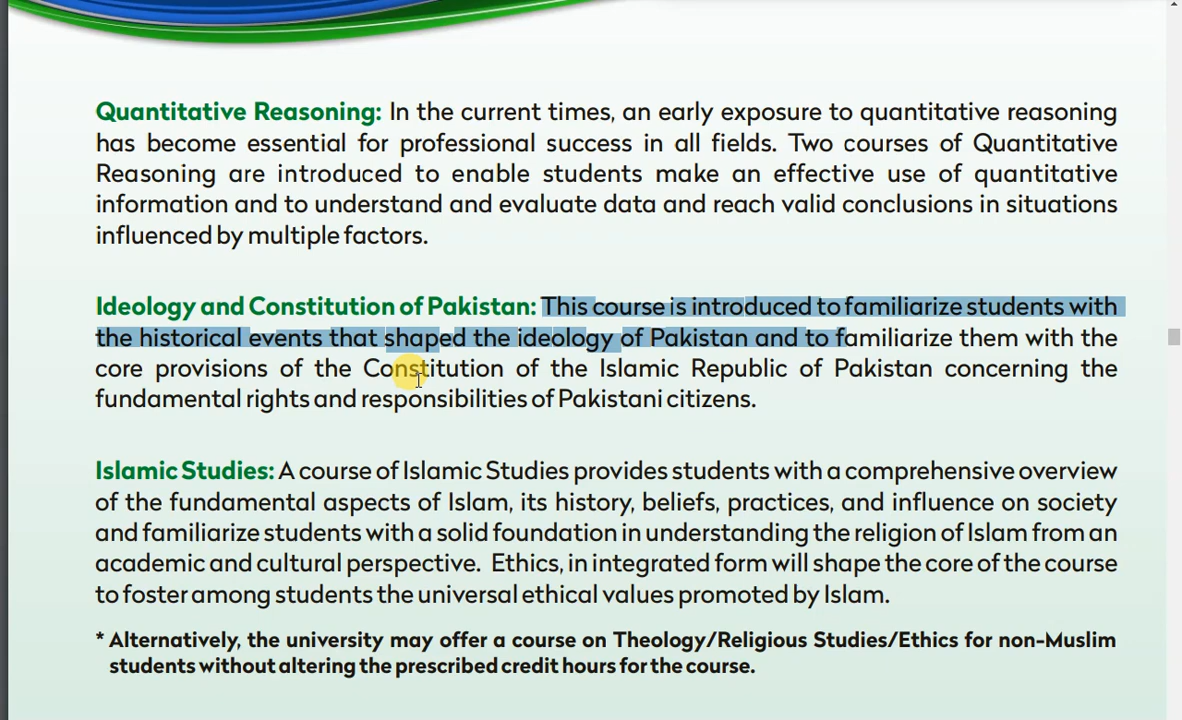 Quantitative Reasoning: In the current times, an early exposure to quantitative reasoning
has become essential for professional success in all fields. Two courses of Quantitative
Reasoning are introduced to enable students make an effective use of quantitative
information and to understand and evaluate data and reach valid conclusions in situations
influenced by multiple factors.
Ideology and Constitution of Pakistan: This course is introduced to familiarize students with
the historical events that shaped the ideology of Pakistan and to familiarize them with the
core provisions of the Constitution of the Islamic Republic of Pakistan concerning the
fundamental rights and responsibilities of Pakistani citizens.
Islamic Studies: A course of Islamic Studies provides students with a comprehensive overview
of the fundamental aspects of Islam, its history, beliefs, practices, and influence on society
and familiarize students with a solid foundation in understanding the religion of Islam from an
academic and cultural perspective. Ethics, in integrated form will shape the core of the course
to foster among students the universal ethical values promoted by Islam.
* Alternatively, the university may offer a course on Theology/Religious Studies/Ethics for non-Muslim
students without altering the prescribed credit hours for the course.